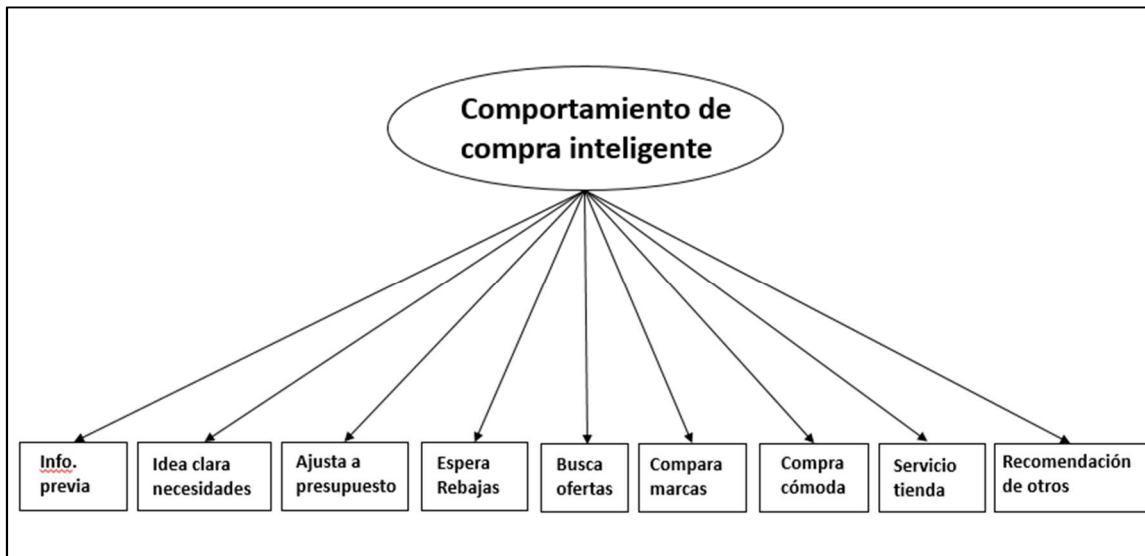 Comportamiento de
compra inteligente
Info.
previa
Idea clara
necesidades
Ajusta a
presupuesto
Espera
Rebajas
Busca
ofertas
Compara
marcas
Compra
cómoda
Servicio
tienda
Recomendación
de otros